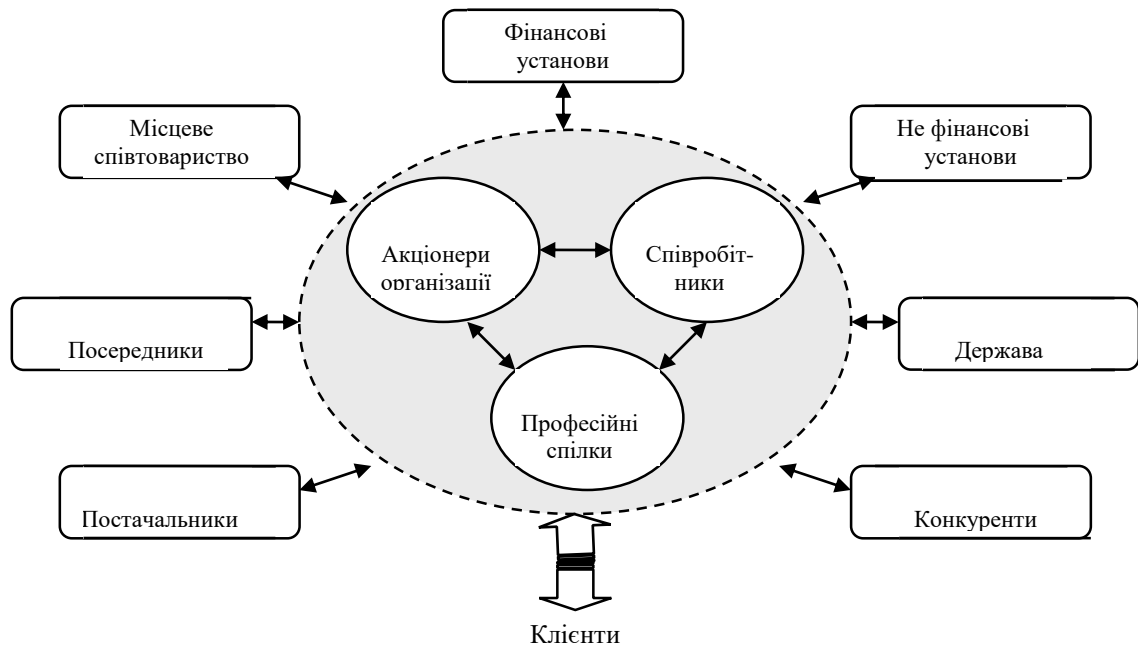 Фінансові
установи
Місцеве
співтовариство
Не фінансові
установи
Акціонери
організації
Співробіт-
ники
Посередники
Держава
Професійні
спілки
Постачальники
Конкуренти
Клієнти